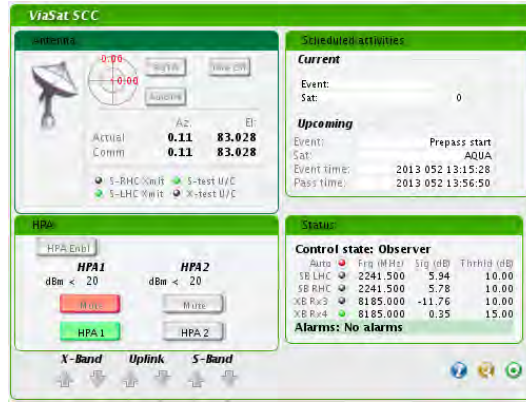 ViaSat SCC
Antenna
0:00
0:00
Az: El:
Actual 0.11 83.028
Comm 0.11 83.028
S-RHC Xmit S-test U/C
S-LHC Xmit X-test U/C
Scheduled activities
Current
Event:
Sat: 0
Upcoming
Event: Prepass start
Sat: AQUA
Event time: 2013 052 13:15:28
Pass time: 2013 052 13:56:50
HPA
HPA Enbl
HPA1 HPA2
dBm < 20 dBm < 20
Mute Mute
HPA 1 HPA 2
X-Band Uplink S-Band
Status
Control state: Observer
Auto Frq (MHz) Sig (dB) Thrhld (dB)
SB LHC 2241.500 5.94 10.00
SB RHC 2241.500 5.78 10.00
XB Rx3 8185.000 -11.76 10.00
XB Rx4 8185.000 0.35 15.00
Alarms: No alarms